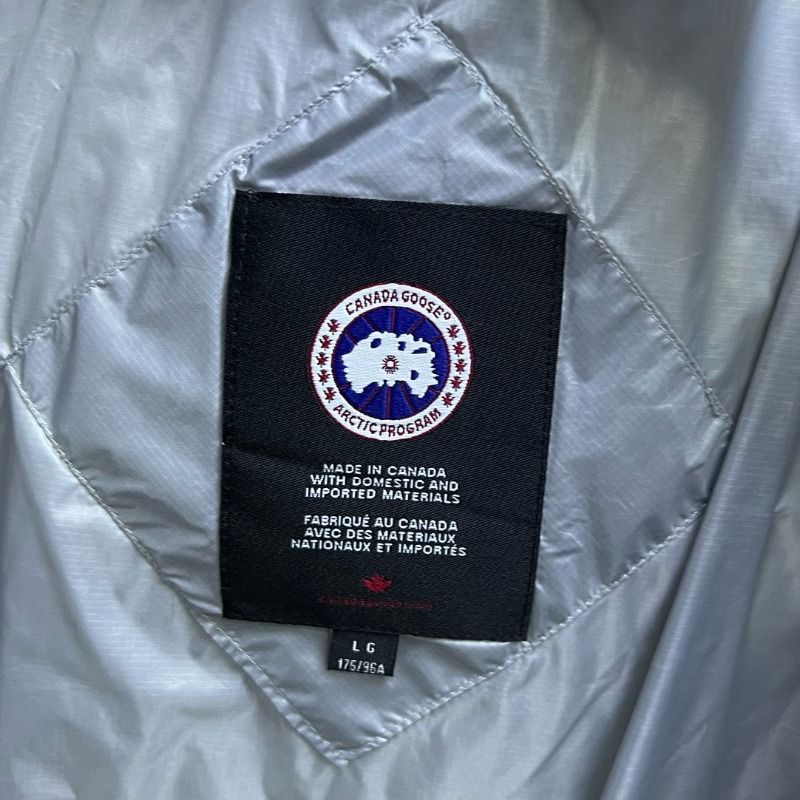 CANADA GOOSE®
ARCTIC PROGRAM
MADE IN CANADA
WITH DOMESTIC AND
IMPORTED MATERIALS
FABRIQUÉ AU CANADA
AVEC DES MATERIAUX
NATIONAUX ET IMPORTÉS
LG
175/96A